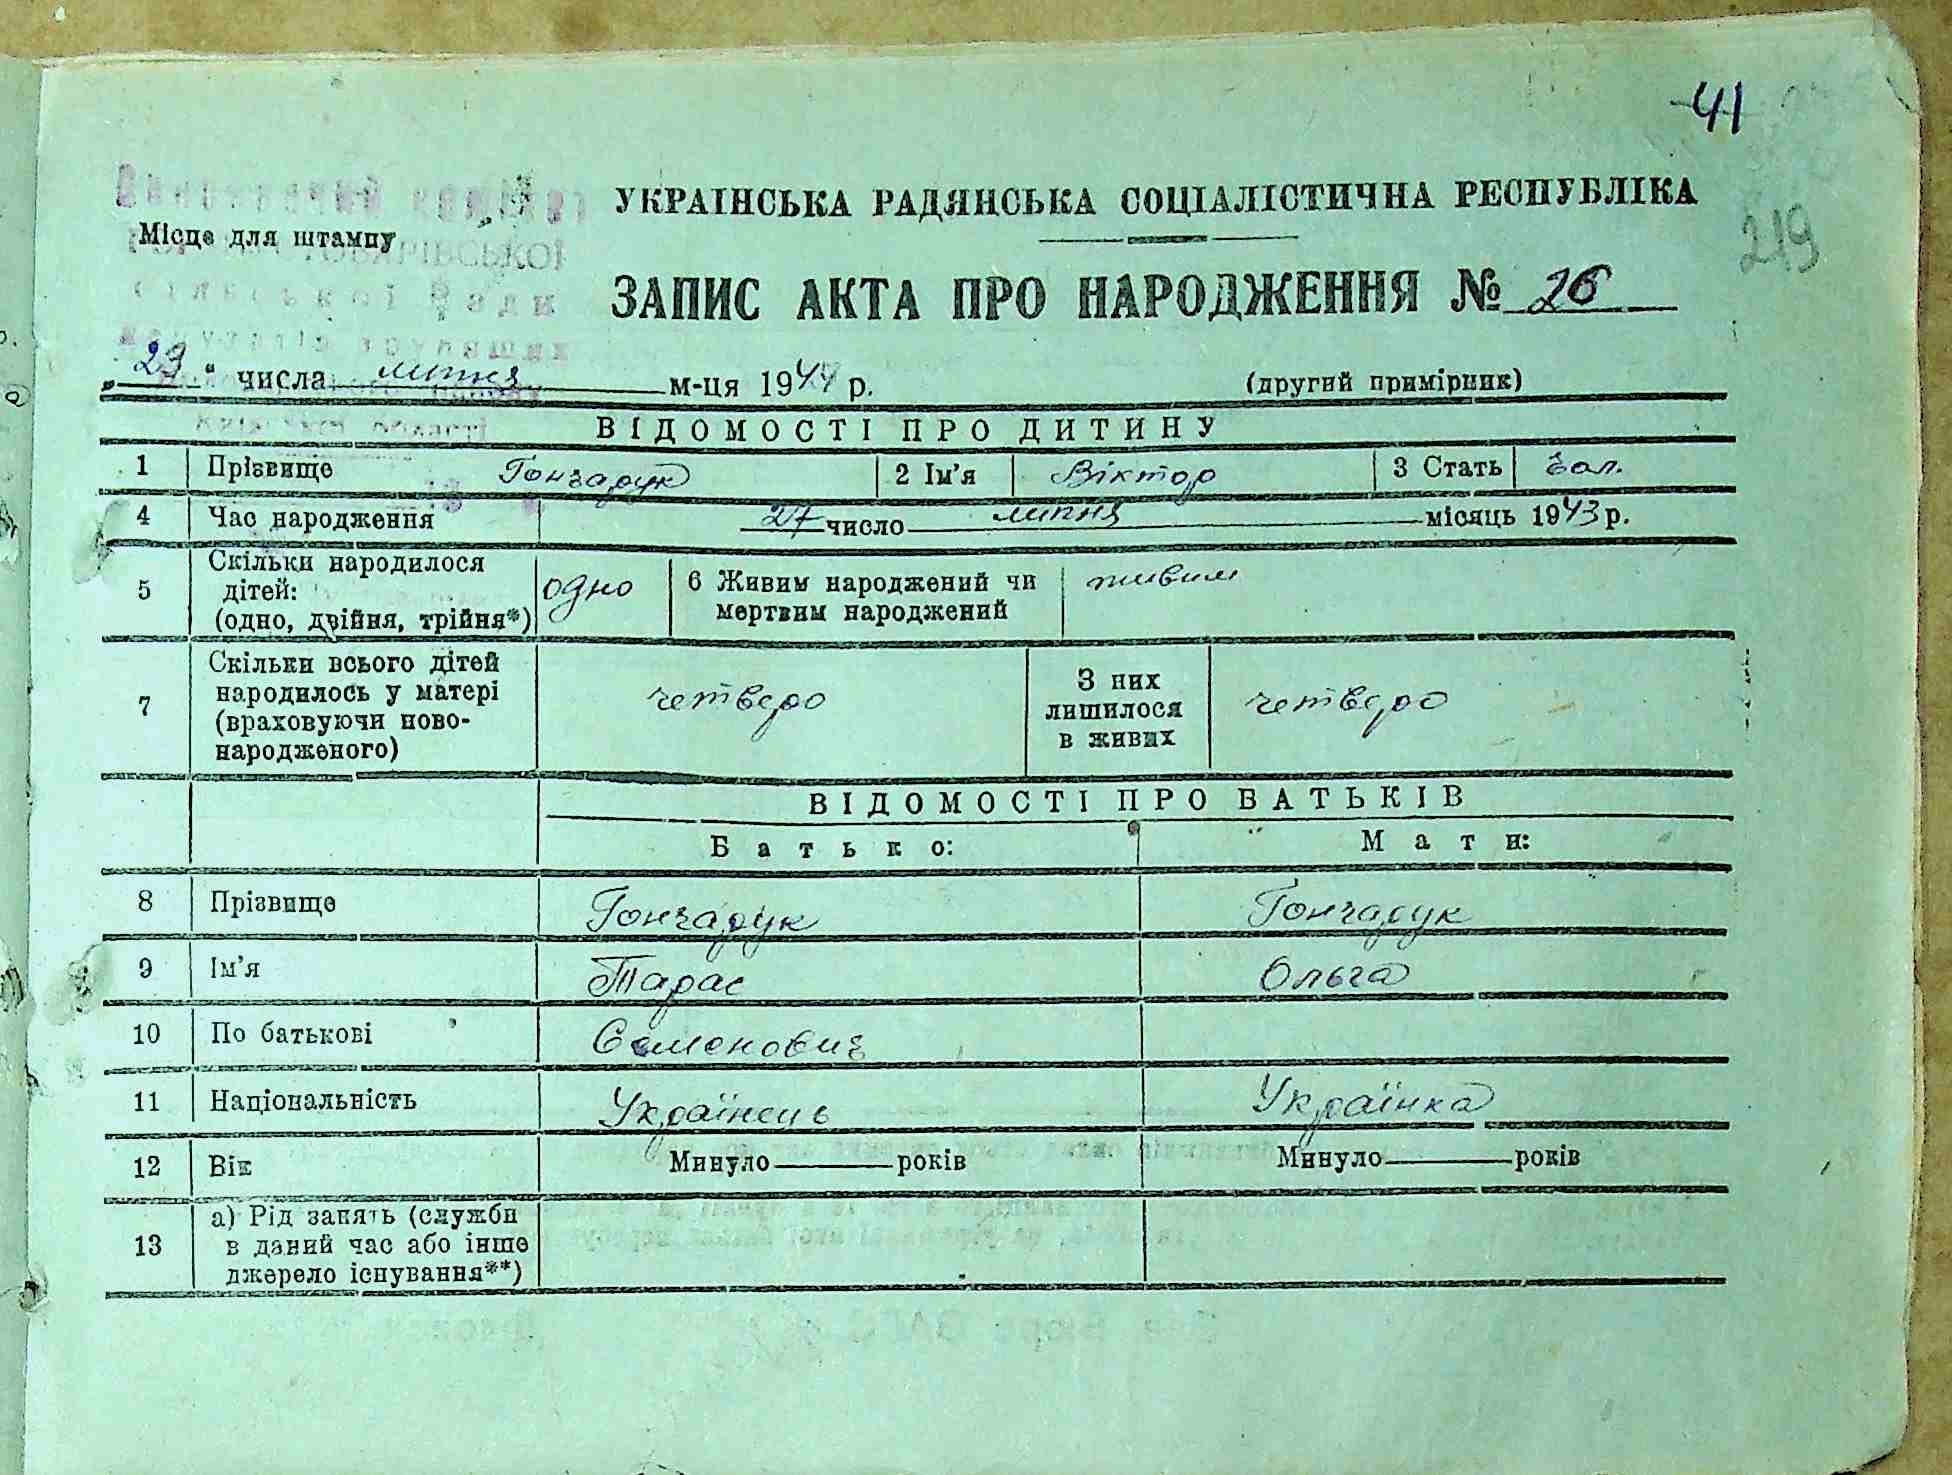 41
УКРАЇНСЬКА РАДЯНСЬКА СОЦІАЛІСТИЧНА РЕСПУБЛІКА
219
Місце для штампу
ЗАПИС АКТА ПРО НАРОДЖЕННЯ № 26
„29“ числа липня м-ця 1944 р. (другий примірник)
ВІДОМОСТІ ПРО ДИТИНУ
1 Прізвище Гончарук 2 Ім'я Віктор 3 Стать Чол.
4 Час народження 27 число липня місяць 1943 р.
5 Скільки народилося дітей: (одно, двійня, трійня*) одно 6 Живим народжений чи мертвим народжений живим
7 Скільки всього дітей народилось у матері (враховуючи новонародженого) четверо З них лишилося в живих четверо
ВІДОМОСТІ ПРО БАТЬКІВ
Батько: Мати:
8 Прізвище Гончарук Гончарук
9 Ім'я Тарас Ольга
10 По батькові Семонович
11 Національність Українець Українка
12 Вік Минуло років Минуло років
13 а) Рід занять (служби в даний час або інше джерело існування**)